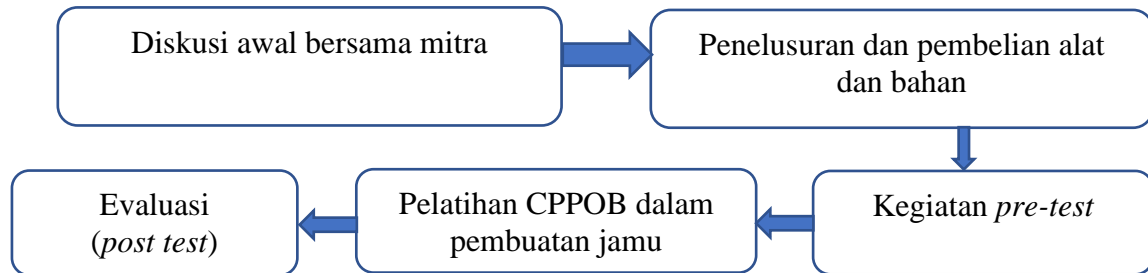 Diskusi awal bersama mitra
Penelusuran dan pembelian alat
dan bahan
Kegiatan pre-test
Pelatihan CPPOB dalam
pembuatan jamu
Evaluasi
(post test)